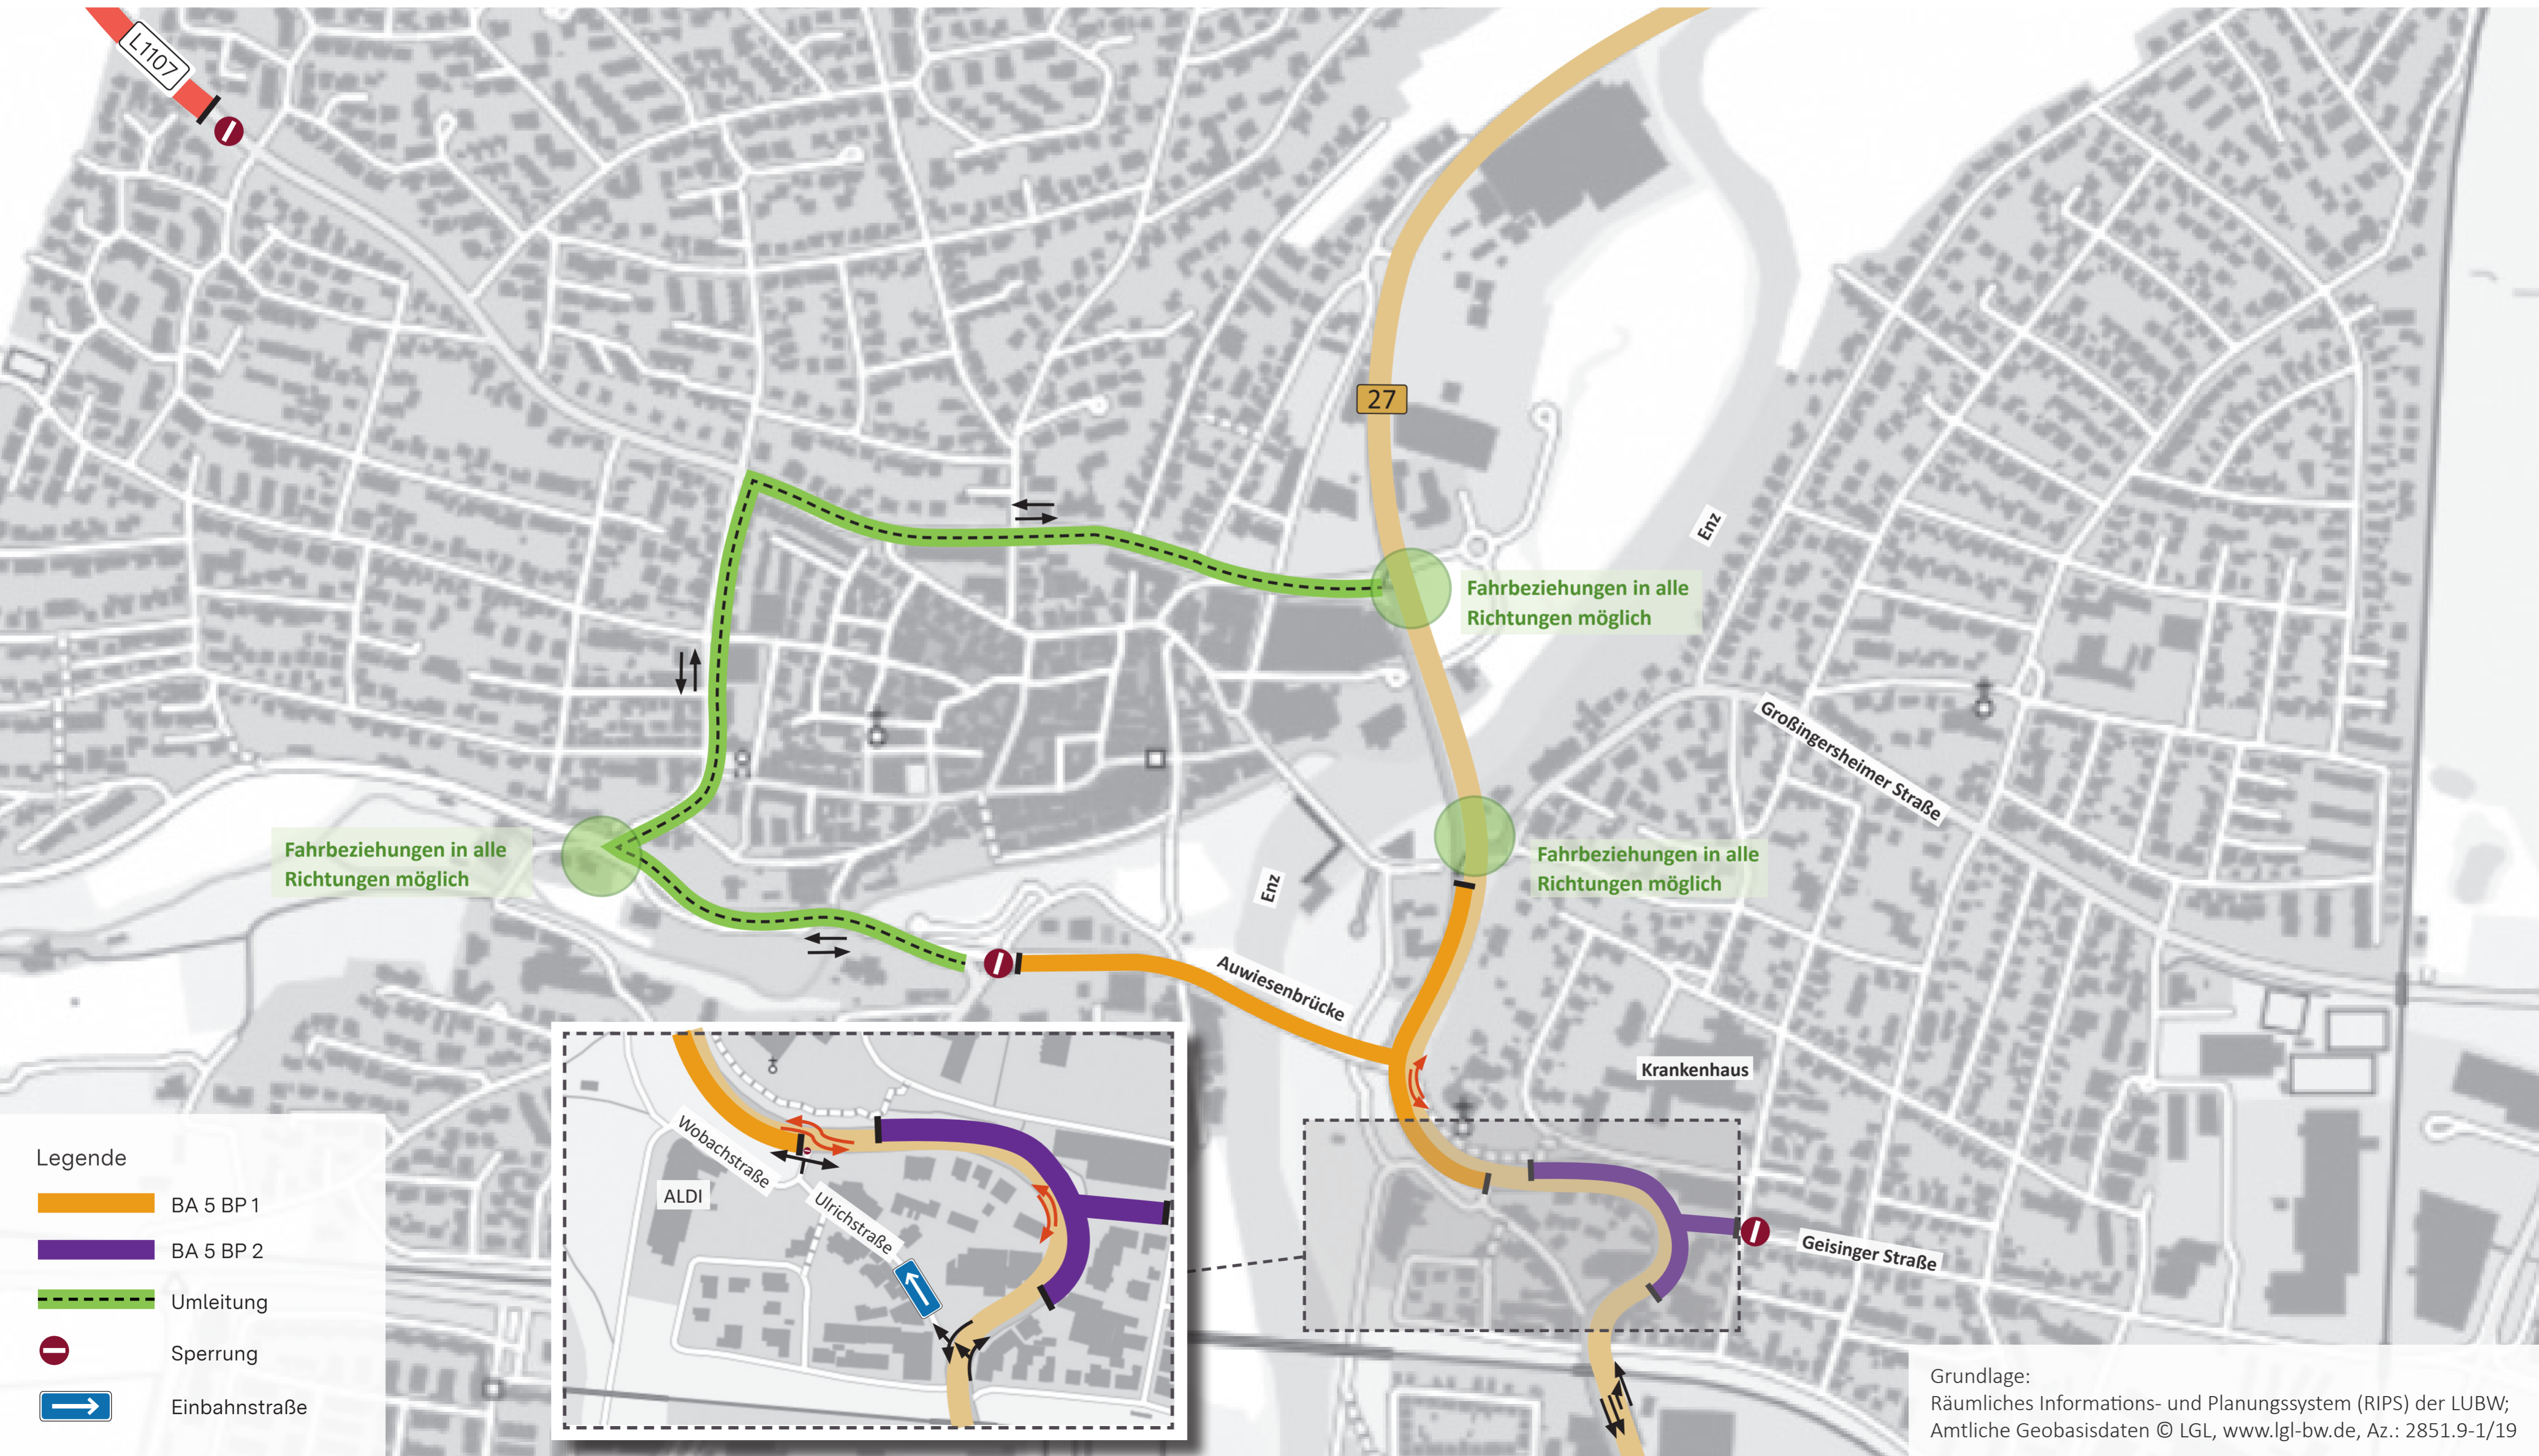 L1107
27
Fahrbeziehungen in alle
Richtungen möglich
Enz
Großingersheimer Straße
Fahrbeziehungen in alle
Richtungen möglich
Fahrbeziehungen in alle
Richtungen möglich
Enz
Auwiesenbrücke
Krankenhaus
Geisinger Straße
Wobachstraße
ALDI
Ulrichstraße
Legende
BA 5 BP 1
BA 5 BP 2
Umleitung
Sperrung
Einbahnstraße
Grundlage:
Räumliches Informations- und Planungssystem (RIPS) der LUBW;
Amtliche Geobasisdaten © LGL, www.lgl-bw.de, Az.: 2851.9-1/19